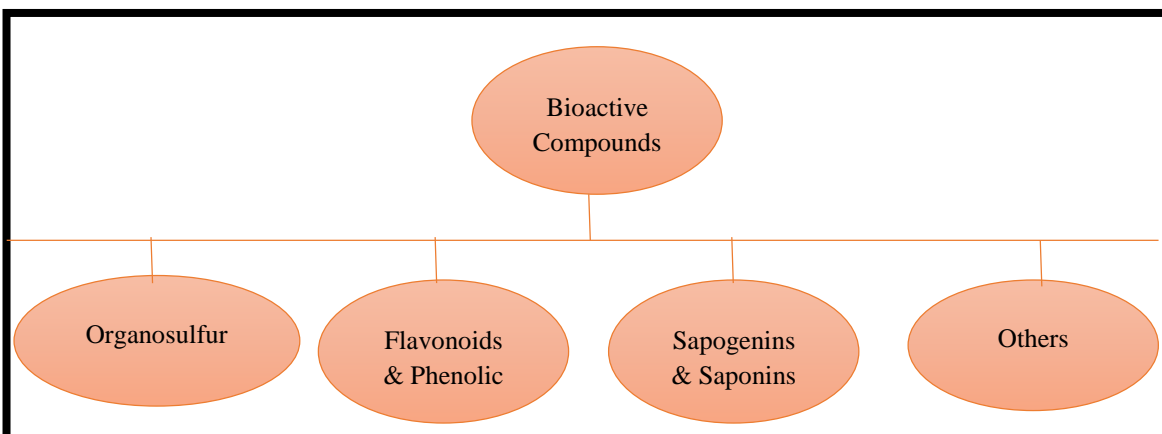 Bioactive
Compounds
Organosulfur
Flavonoids
& Phenolic
Sapogenins
& Saponins
Others